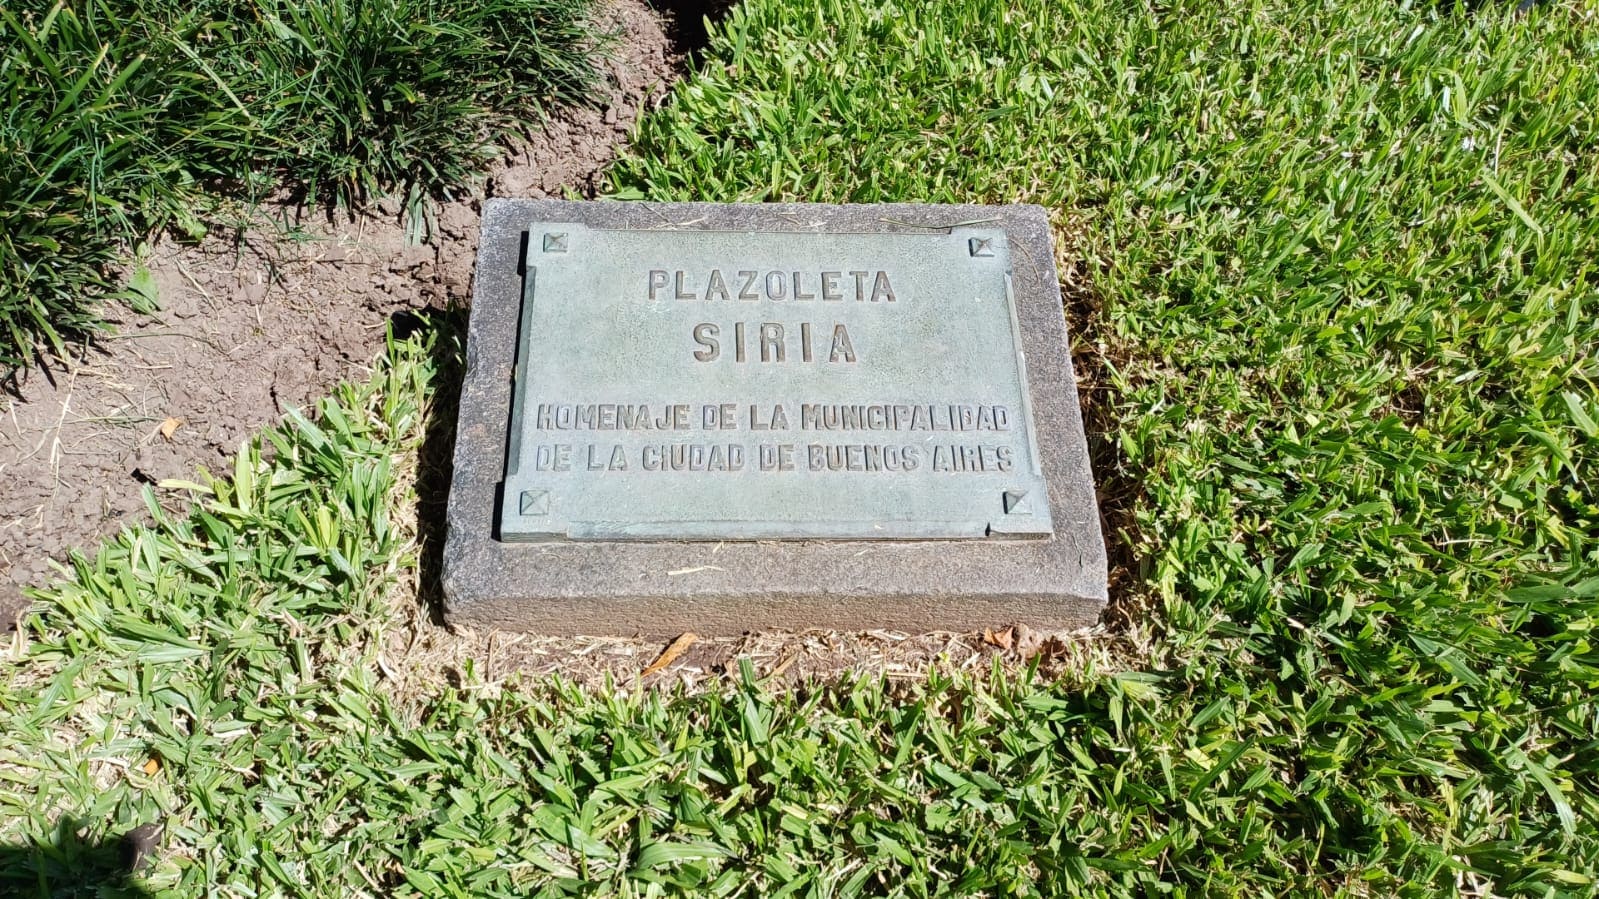 PLAZOLETA
SIRIA
HOMENAJE DE LA MUNICIPALIDAD
DE LA CIUDAD DE BUENOS AIRES